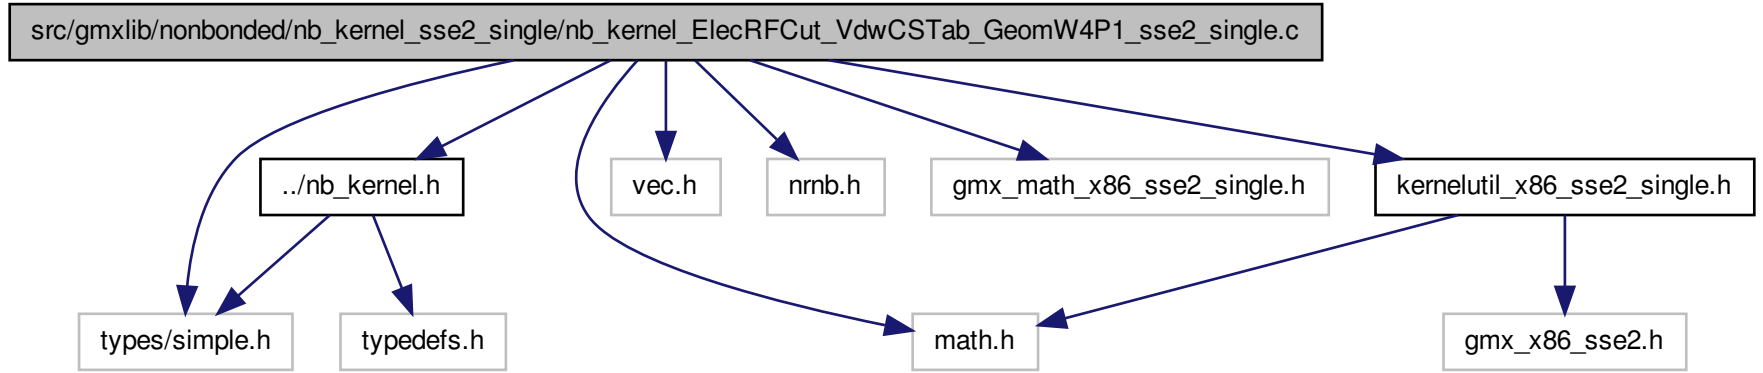 src/gmxlib/nonbonded/nb_kernel_sse2_single/nb_kernel_ElecRFCut_VdwCSTab_GeomW4P1_sse2_single.c
../nb_kernel.h
vec.h
nrnb.h
gmx_math_x86_sse2_single.h
kernelutil_x86_sse2_single.h
types/simple.h
typedefs.h
math.h
gmx_x86_sse2.h